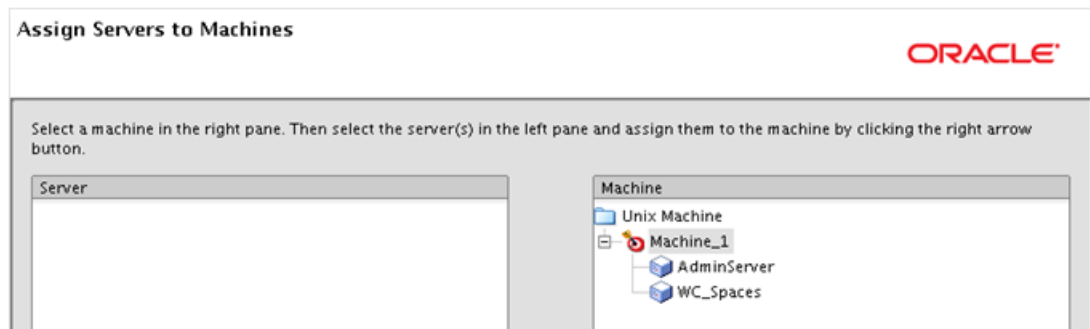 Assign Servers to Machines
ORACLE
Select a machine in the right pane. Then select the server(s) in the left pane and assign them to the machine by clicking the right arrow
button.
Server
Machine
Unix Machine
Machine_1
AdminServer
WC_Spaces